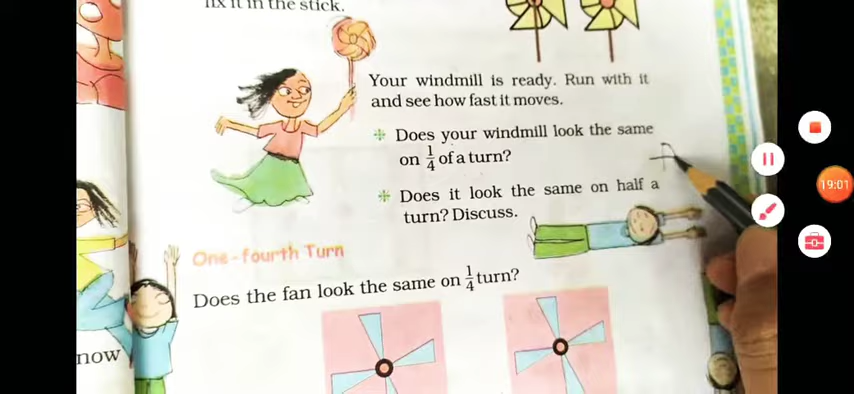 fix it in the stick.
Your windmill is ready. Run with it
and see how fast it moves.
Does your windmill look the same
on 1/4 of a turn?
Does it look the same on half a
turn? Discuss.
One-fourth Turn
Does the fan look the same on 1/4 turn?
now
19:01